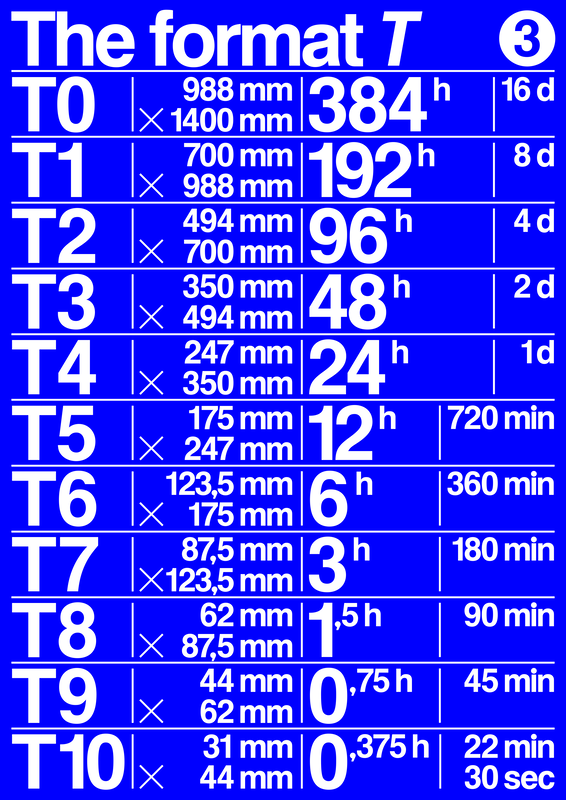 The format T 3
T0 988 mm 384 h 16 d
× 1400 mm
T1 700 mm 192 h 8 d
× 988 mm
T2 494 mm 96 h 4 d
× 700 mm
T3 350 mm 48 h 2 d
× 494 mm
T4 247 mm 24 h 1 d
× 350 mm
T5 175 mm 12 h 720 min
× 247 mm
T6 123,5 mm 6 h 360 min
× 175 mm
T7 87,5 mm 3 h 180 min
× 123,5 mm
T8 62 mm 1,5 h 90 min
× 87,5 mm
T9 44 mm 0,75 h 45 min
× 62 mm
T10 31 mm 0,375 h 22 min
× 44 mm 30 sec